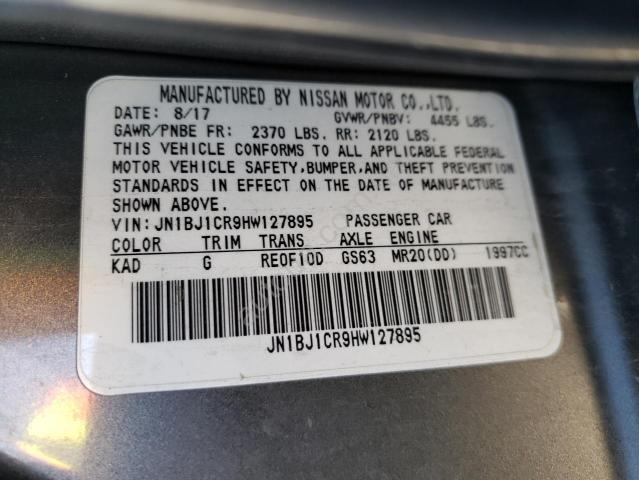 MANUFACTURED BY NISSAN MOTOR CO.,LTD.
DATE: 8/17 GVWR/PNBV: 4455 LBS.
GAWR/PNBE FR: 2370 LBS. RR: 2120 LBS.
THIS VEHICLE CONFORMS TO ALL APPLICABLE FEDERAL
MOTOR VEHICLE SAFETY,BUMPER,AND THEFT PREVENTION
STANDARDS IN EFFECT ON THE DATE OF MANUFACTURE
SHOWN ABOVE.
VIN:JN1BJ1CR9HW127895 PASSENGER CAR
COLOR TRIM TRANS AXLE ENGINE
KAD G REOF10D GS63 MR20(DD) 1997CC
JN1BJ1CR9HW127895